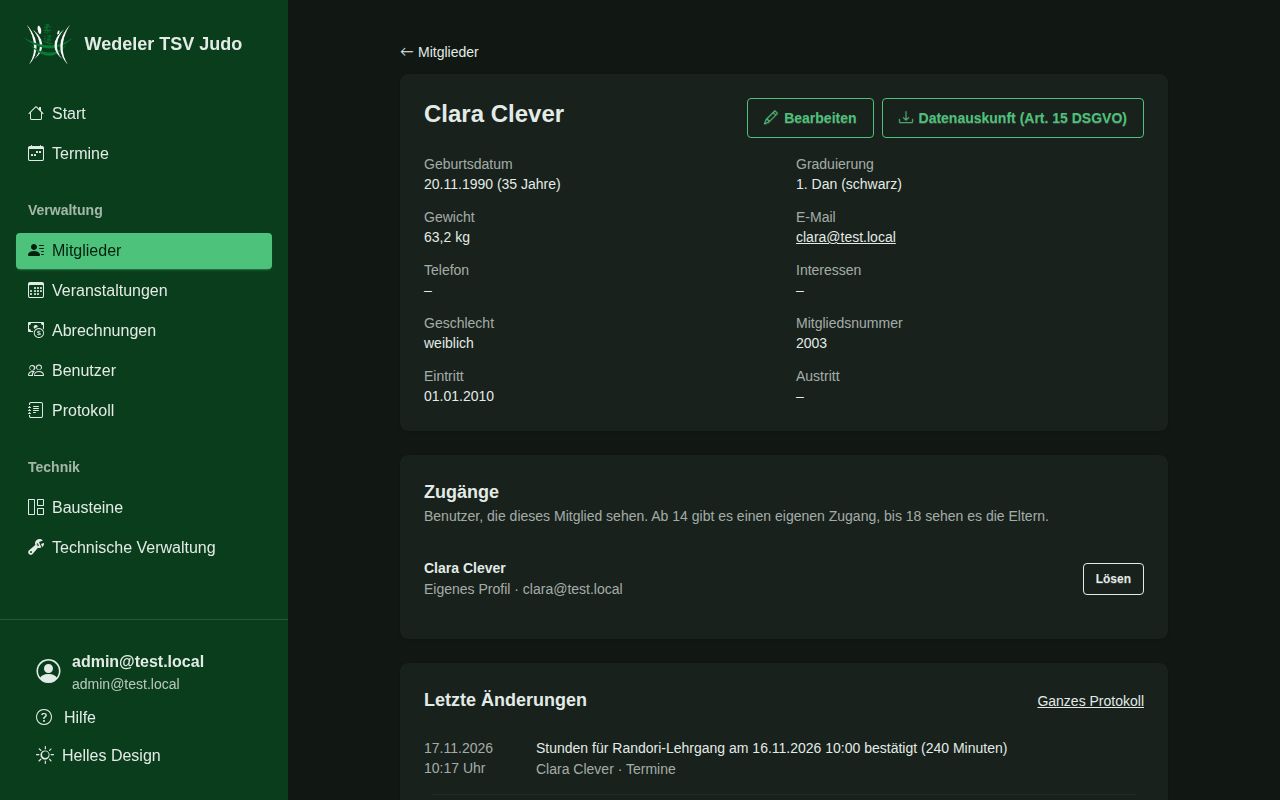 Wedeler TSV Judo
Start
Termine
Verwaltung
Mitglieder
Veranstaltungen
Abrechnungen
Benutzer
Protokoll
Technik
Bausteine
Technische Verwaltung
admin@test.local
admin@test.local
Hilfe
Helles Design
← Mitglieder
Clara Clever
Bearbeiten
Datenauskunft (Art. 15 DSGVO)
Geburtsdatum
20.11.1990 (35 Jahre)
Graduierung
1. Dan (schwarz)
Gewicht
63,2 kg
E-Mail
clara@test.local
Telefon
–
Interessen
–
Geschlecht
weiblich
Mitgliedsnummer
2003
Eintritt
01.01.2010
Austritt
–
Zugänge
Benutzer, die dieses Mitglied sehen. Ab 14 gibt es einen eigenen Zugang, bis 18 sehen es die Eltern.
Clara Clever
Eigenes Profil · clara@test.local
Lösen
Letzte Änderungen
Ganzes Protokoll
17.11.2026
10:17 Uhr
Stunden für Randori-Lehrgang am 16.11.2026 10:00 bestätigt (240 Minuten)
Clara Clever · Termine